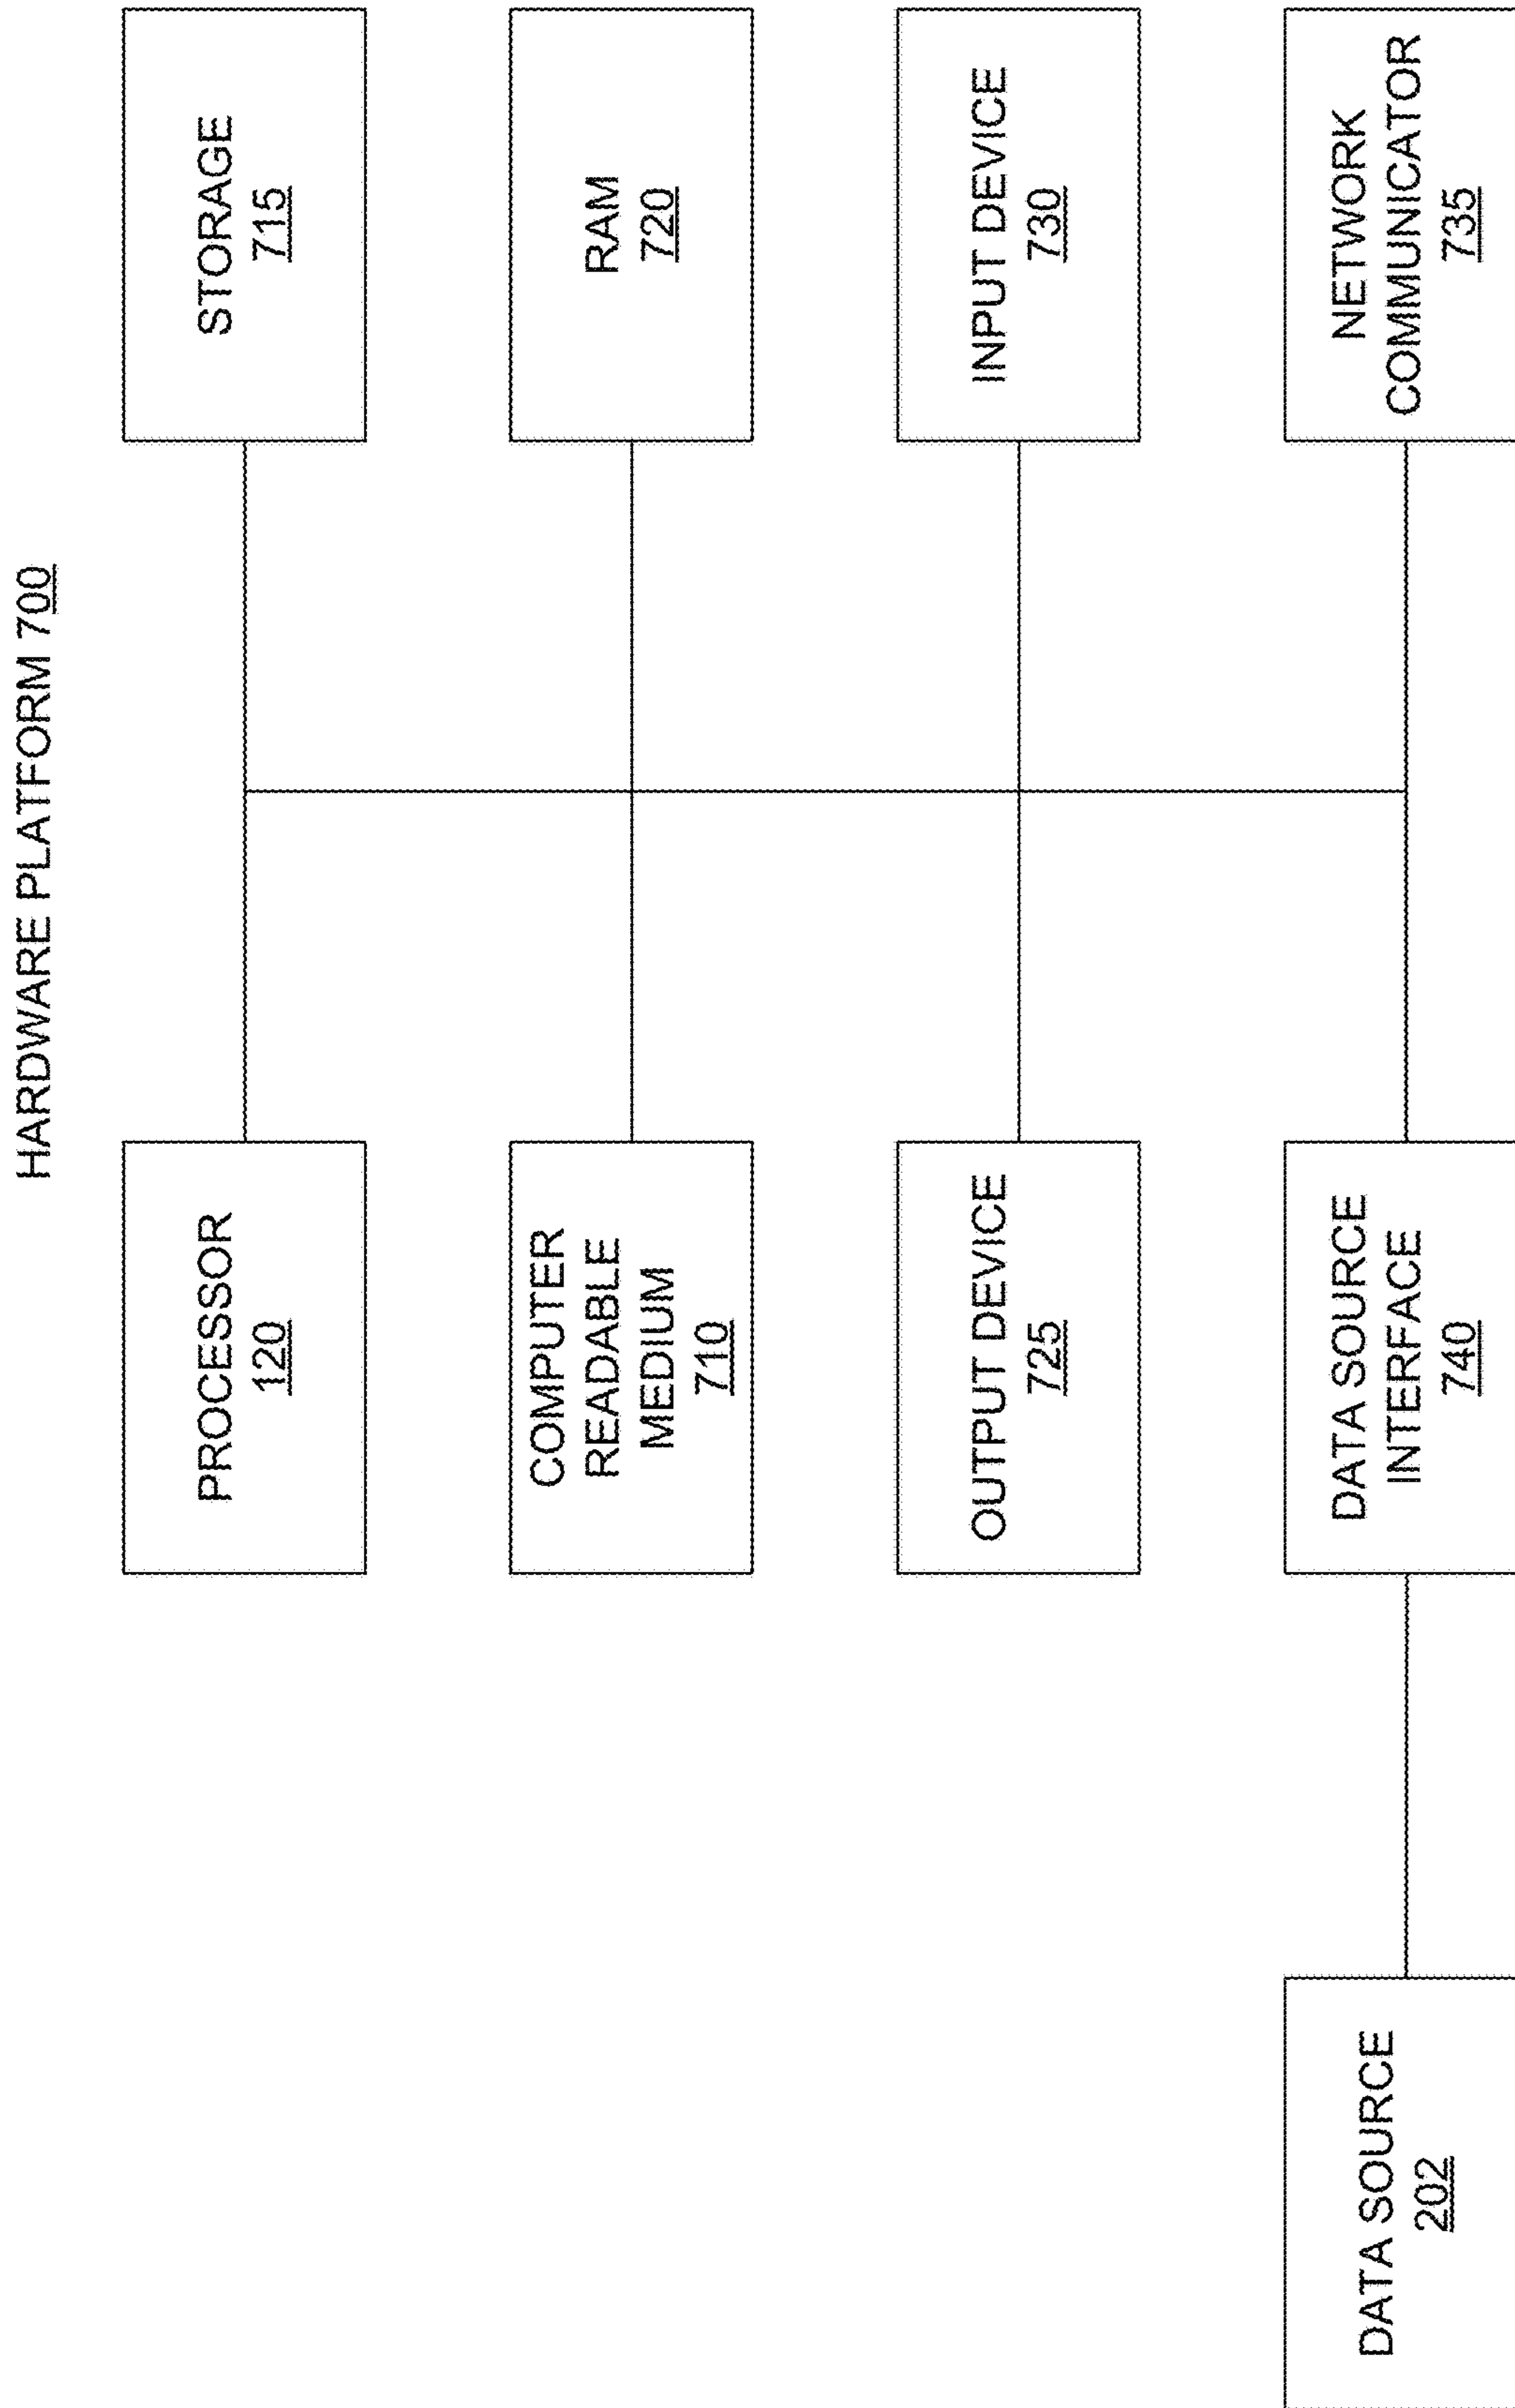 HARDWARE PLATFORM 700
PROCESSOR
120
STORAGE
715
COMPUTER
READABLE
MEDIUM
710
RAM
720
OUTPUT DEVICE
725
INPUT DEVICE
730
DATA SOURCE
202
DATA SOURCE
INTERFACE
740
NETWORK
COMMUNICATOR
735